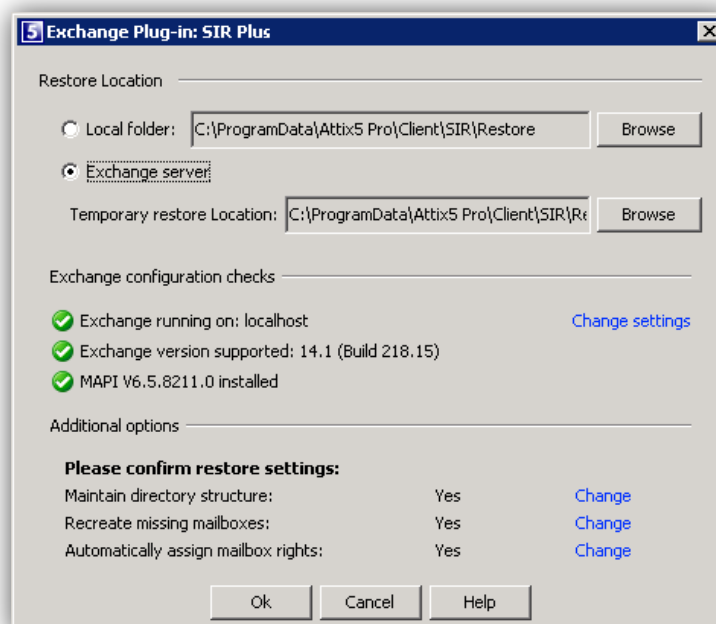 5 Exchange Plug-in: SIR Plus
Restore Location
Local folder: C:\ProgramData\Attix5 Pro\Client\SIR\Restore Browse
Exchange server
Temporary restore Location: C:\ProgramData\Attix5 Pro\Client\SIR\Re Browse
Exchange configuration checks
Exchange running on: localhost Change settings
Exchange version supported: 14.1 (Build 218.15)
MAPI V6.5.8211.0 installed
Additional options
Please confirm restore settings:
Maintain directory structure: Yes Change
Recreate missing mailboxes: Yes Change
Automatically assign mailbox rights: Yes Change
Ok Cancel Help